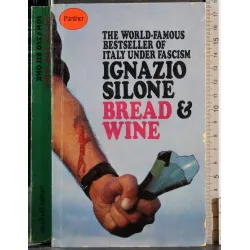 Panther
THE WORLD-FAMOUS
BESTSELLER OF
ITALY UNDER FASCISM
IGNAZIO
SILONE
BREAD &
WINE